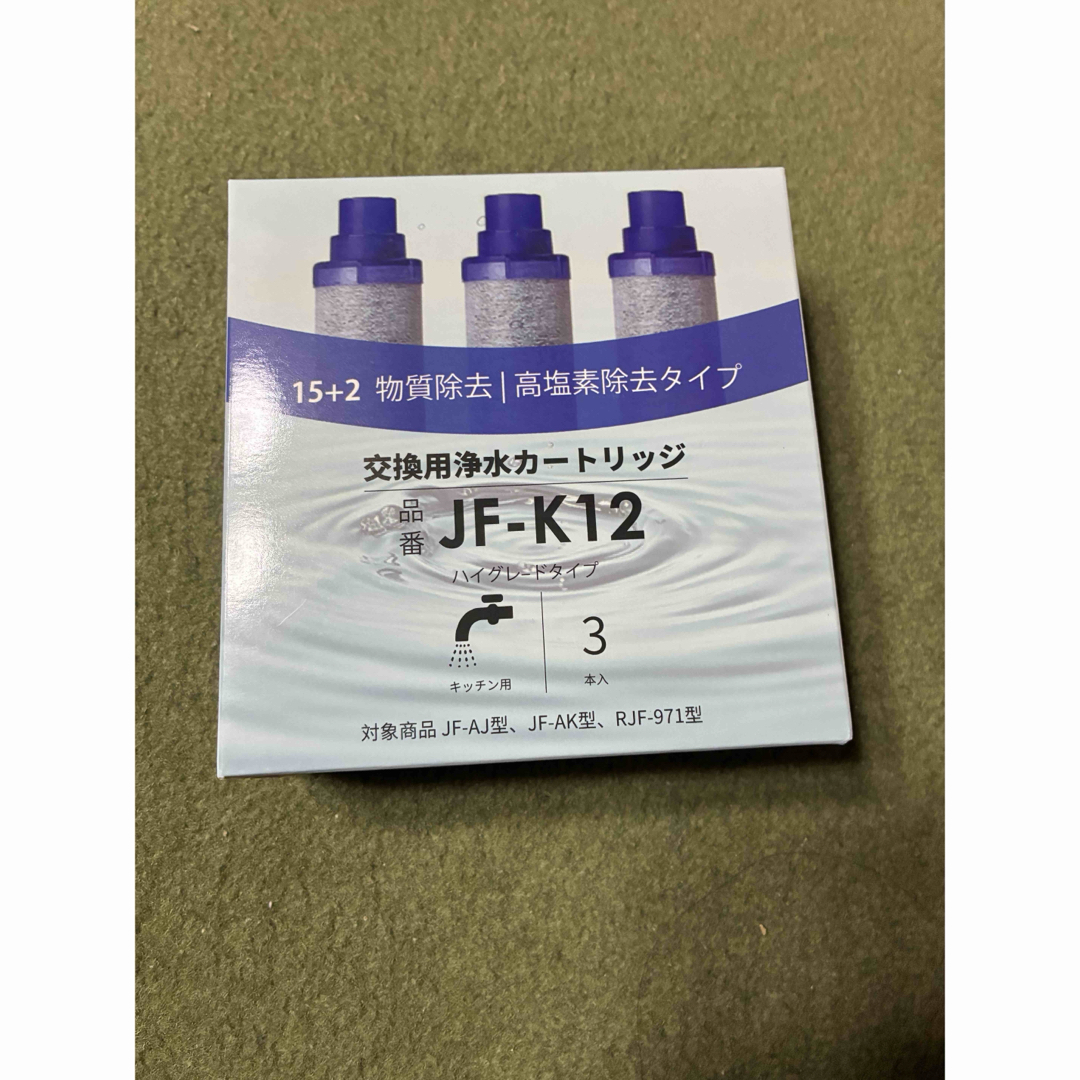 15+2 物質除去|高塩素除去タイプ
交換用浄水カートリッジ
品番 JF-K12
ハイグレードタイプ
3
キッチン用 本入
対象商品 JF-AJ型、JF-AK型、RJF-971型